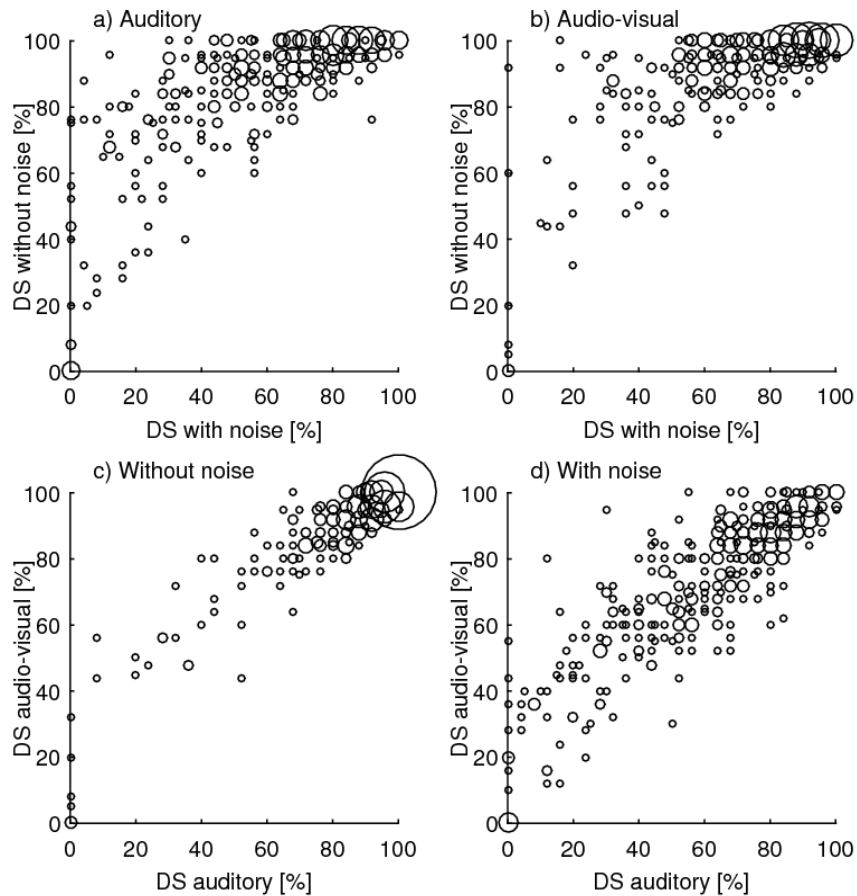 a) Auditory
100
80
60
40
20
0
DS without noise [%]
0 20 40 60 80 100
DS with noise [%]
b) Audio-visual
100
80
60
40
20
0
DS without noise [%]
0 20 40 60 80 100
DS with noise [%]
c) Without noise
100
80
60
40
20
0
DS audio-visual [%]
0 20 40 60 80 100
DS auditory [%]
d) With noise
100
80
60
40
20
0
DS audio-visual [%]
0 20 40 60 80 100
DS auditory [%]